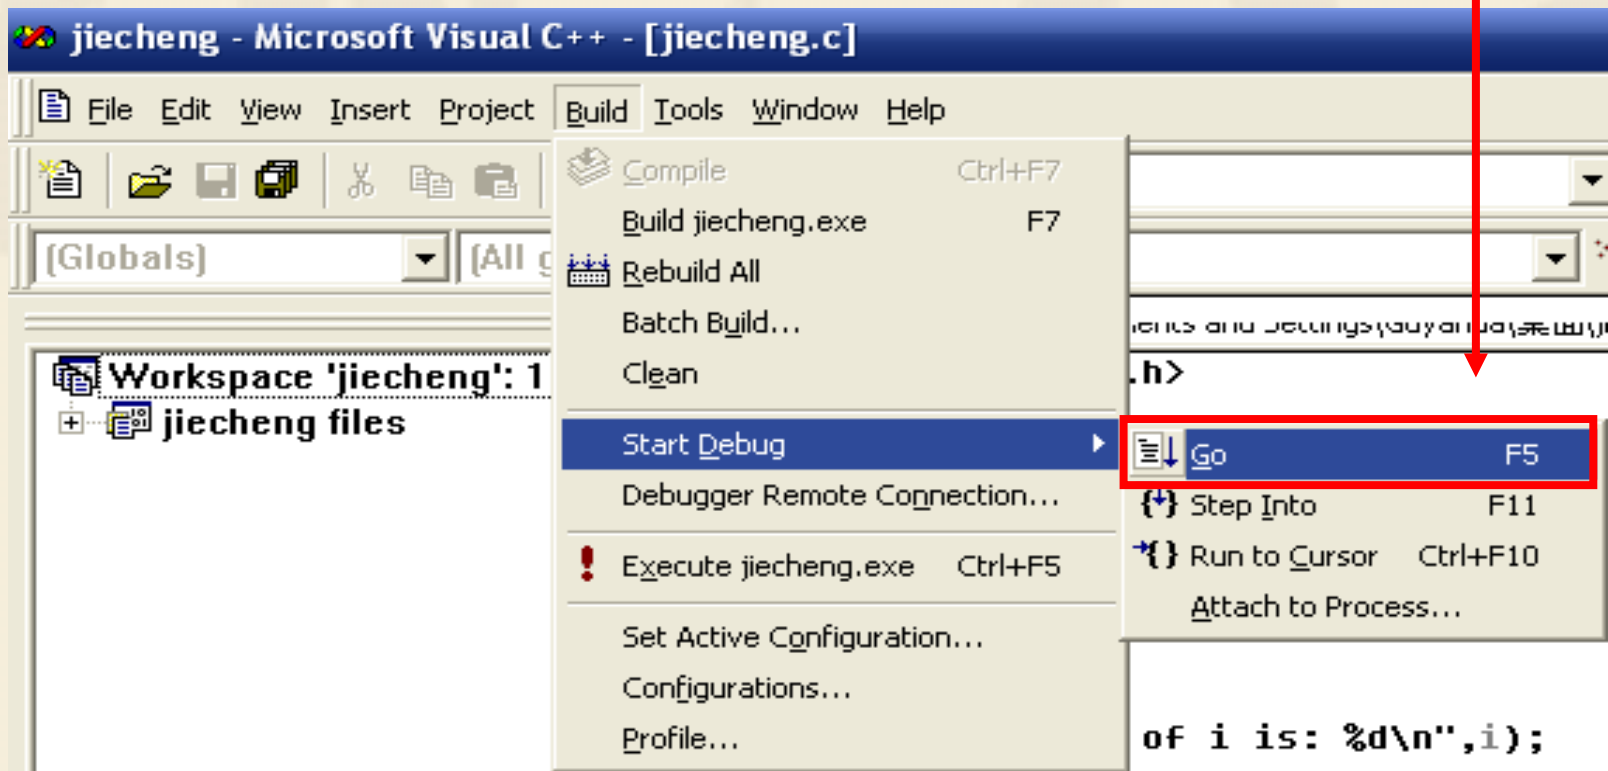 jiecheng - Microsoft Visual C++ - [jiecheng.c]
File Edit View Insert Project Build Tools Window Help
Compile Ctrl+F7
Build jiecheng.exe F7
(Globals) (All g
Rebuild All
Batch Build...
and
Workspace 'jiecheng': 1
Clean
.h>
jiecheng files
Start Debug
Go F5
Debugger Remote Connection...
Step Into F11
Execute jiecheng.exe Ctrl+F5
Run to Cursor Ctrl+F10
Attach to Process...
Set Active Configuration...
Configurations...
Profile...
of i is: %d\n",i);